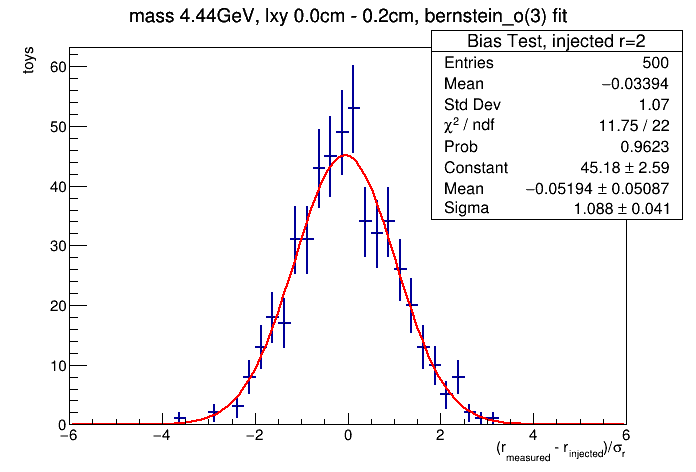 mass 4.44GeV, lxy 0.0cm - 0.2cm, bernstein_o(3) fit
Bias Test, injected r=2
Entries 500
Mean −0.03394
Std Dev 1.07
χ² / ndf 11.75 / 22
Prob 0.9623
Constant 45.18 ± 2.59
Mean −0.05194 ± 0.05087
Sigma 1.088 ± 0.041
toys
60
50
40
30
20
10
0
−6 −4 −2 0 2 4 6
(r_measured - r_injected)/σ_r